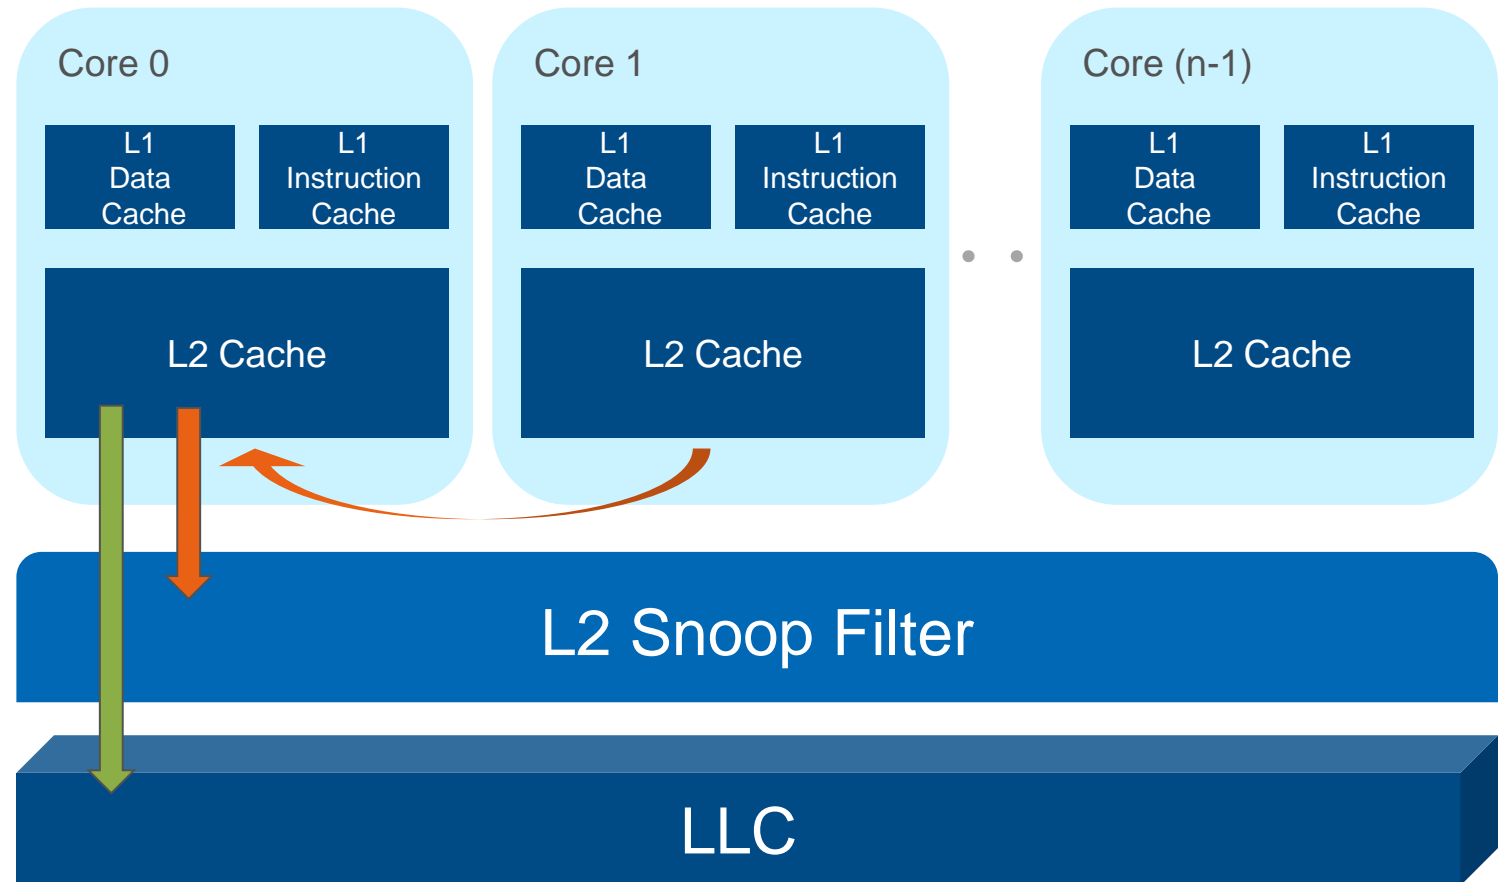 Core 0
L1
Data
Cache
L1
Instruction
Cache
L2 Cache
Core 1
L1
Data
Cache
L1
Instruction
Cache
L2 Cache
Core (n-1)
L1
Data
Cache
L1
Instruction
Cache
L2 Cache
L2 Snoop Filter
LLC